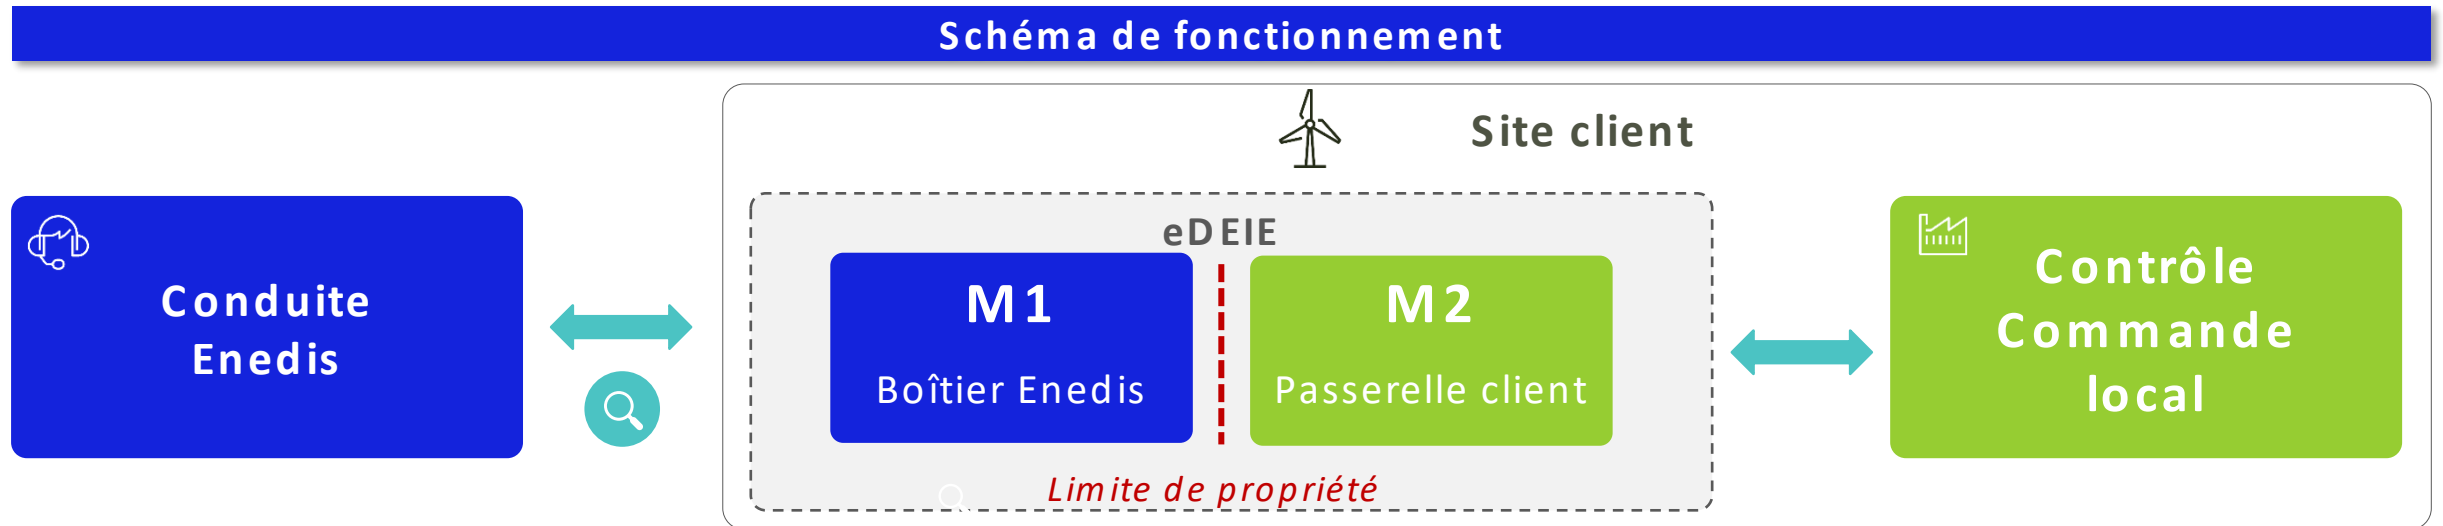 Schéma de fonctionnement
Site client
Conduite
Enedis
eDEIE
M1
Boîtier Enedis
M2
Passerelle client
Limite de propriété
Contrôle
Commande
local